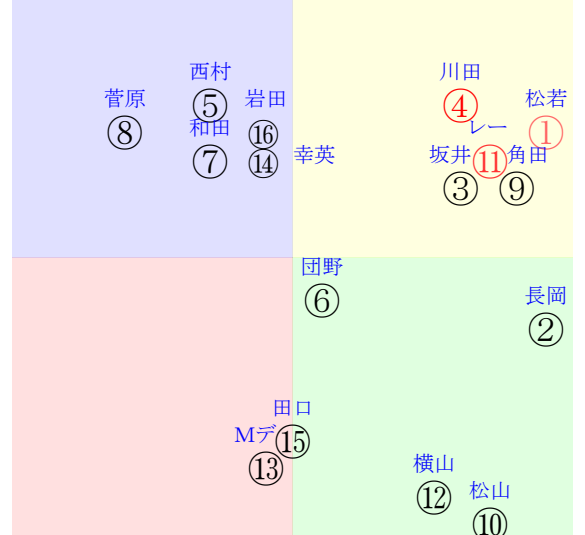 西村
川田
菅原
⑤
岩田
④
松若
⑧
和田
⑯
レー
①
⑦
⑭
幸英
坂井
⑪
角田
③
⑨
団野
⑥
長岡
②
田口
Mデ
⑮
⑬
横山
⑫
松山
⑩